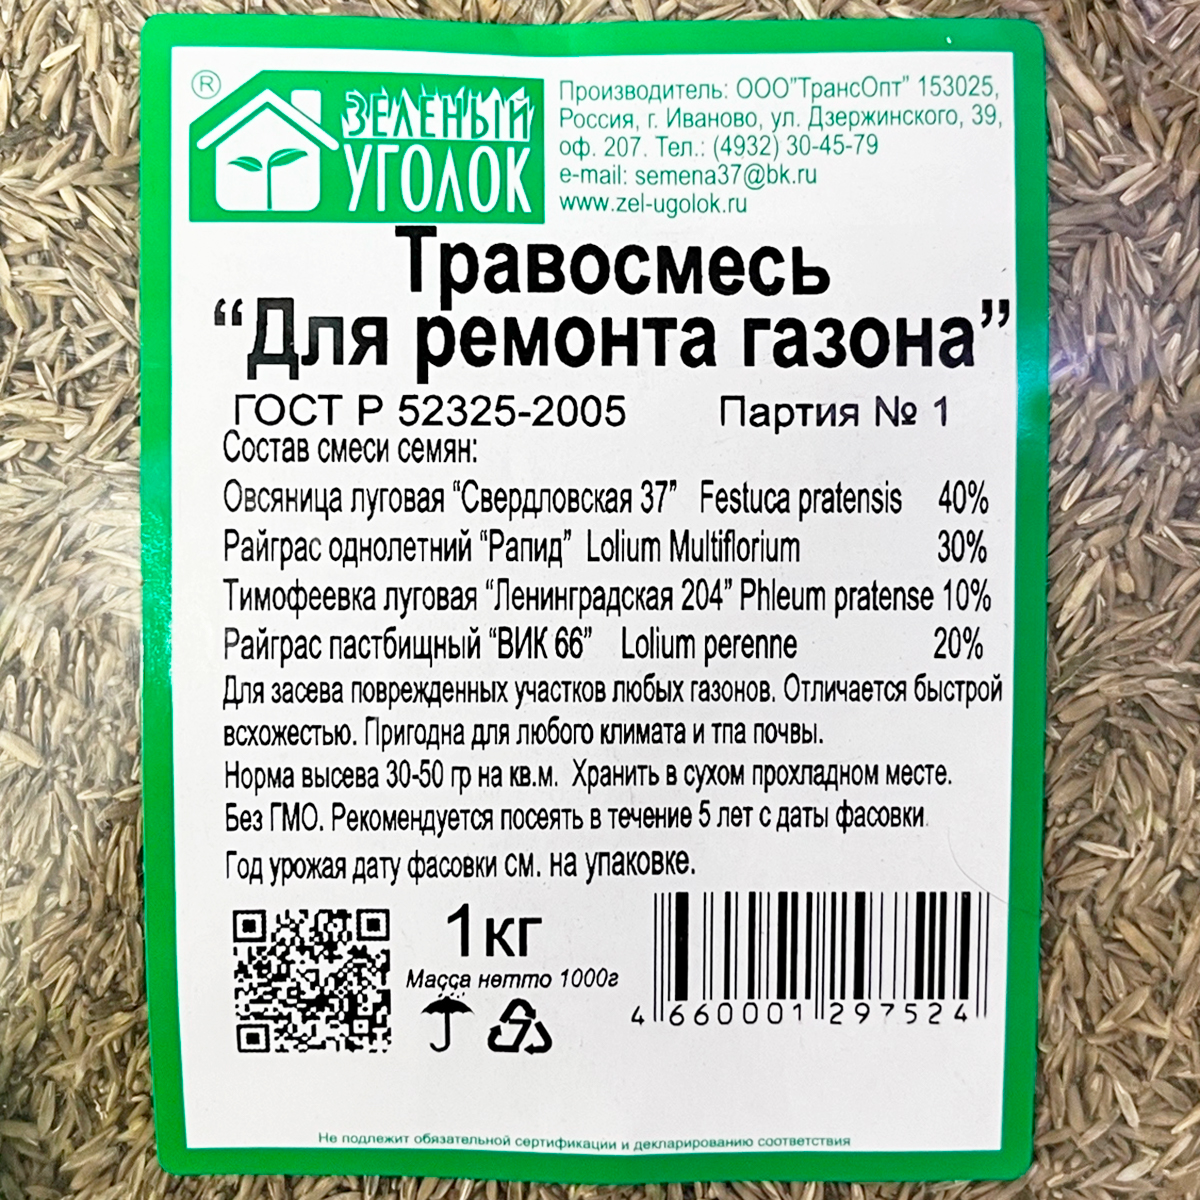 ®
ЗЕЛЕНЫЙ
УГОЛОК
Производитель: ООО"ТрансОпт" 153025,
Россия, г. Иваново, ул. Дзержинского, 39,
оф. 207. Тел.: (4932) 30-45-79
e-mail: semena37@bk.ru
www.zel-ugolok.ru
Травосмесь
“Для ремонта газона”
ГОСТ Р 52325-2005 Партия № 1
Состав смеси семян:
Овсяница луговая “Свердловская 37” Festuca pratensis 40%
Райграс однолетний “Рапид” Lolium Multiflorium 30%
Тимофеевка луговая “Ленинградская 204” Phleum pratense 10%
Райграс пастбищный “ВИК 66” Lolium perenne 20%
Для засева поврежденных участков любых газонов. Отличается быстрой
всхожестью. Пригодна для любого климата и тпа почвы.
Норма высева 30-50 гр на кв.м. Хранить в сухом прохладном месте.
Без ГМО. Рекомендуется посеять в течение 5 лет с даты фасовки.
Год урожая дату фасовки см. на упаковке.
1кг
Масса нетто 1000г
4 660001 297524
Не подлежит обязательной сертификации и декларированию соответствия